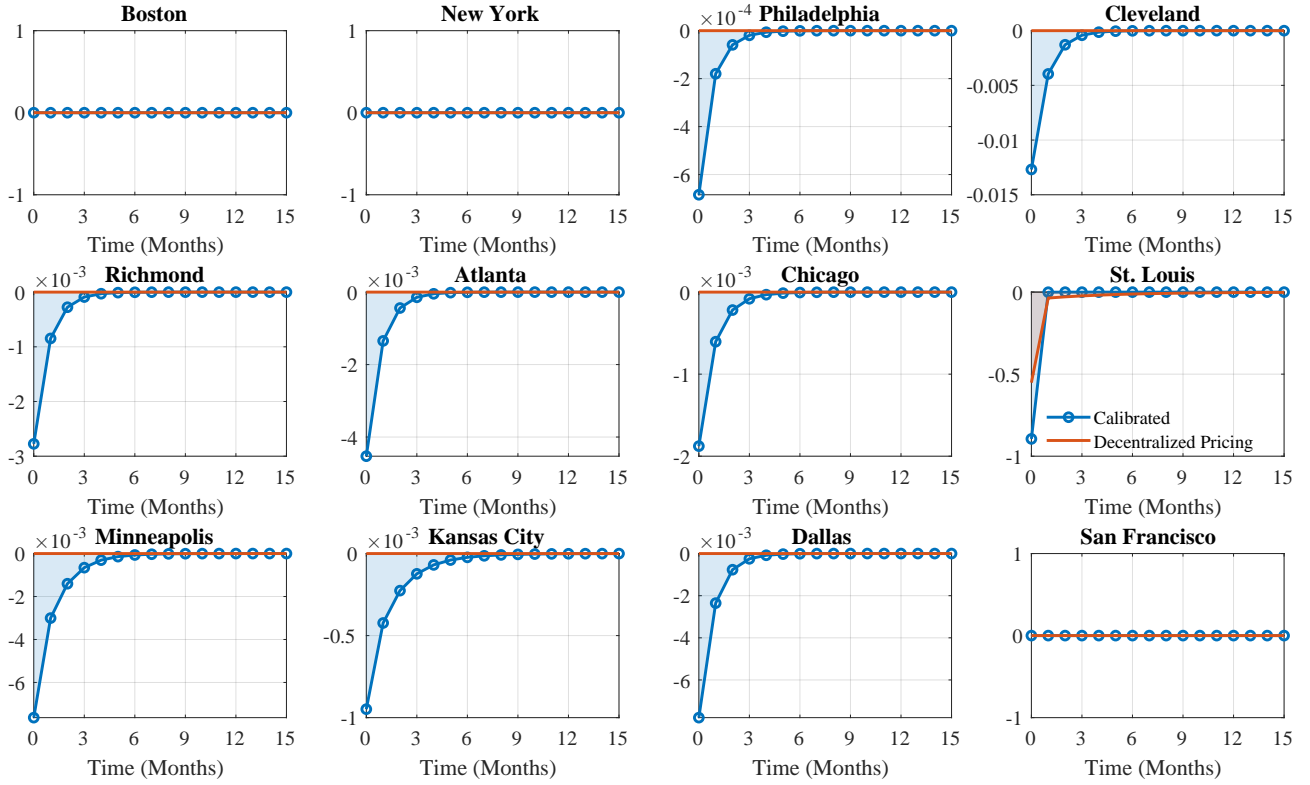 Boston
1
0
-1
0 3 6 9 12 15
Time (Months)
New York
1
0
-1
0 3 6 9 12 15
Time (Months)
Philadelphia
×10⁻⁴
0
-2
-4
-6
0 3 6 9 12 15
Time (Months)
Cleveland
0
-0.005
-0.01
-0.015
0 3 6 9 12 15
Time (Months)
Richmond
×10⁻³
0
-1
-2
-3
0 3 6 9 12 15
Time (Months)
Atlanta
×10⁻³
0
-2
-4
0 3 6 9 12 15
Time (Months)
Chicago
×10⁻³
0
-1
-2
0 3 6 9 12 15
Time (Months)
St. Louis
0
-0.5
-1
Calibrated
Decentralized Pricing
0 3 6 9 12 15
Time (Months)
Minneapolis
×10⁻³
0
-2
-4
-6
0 3 6 9 12 15
Time (Months)
Kansas City
×10⁻³
0
-0.5
-1
0 3 6 9 12 15
Time (Months)
Dallas
×10⁻³
0
-2
-4
-6
0 3 6 9 12 15
Time (Months)
San Francisco
1
0
-1
0 3 6 9 12 15
Time (Months)